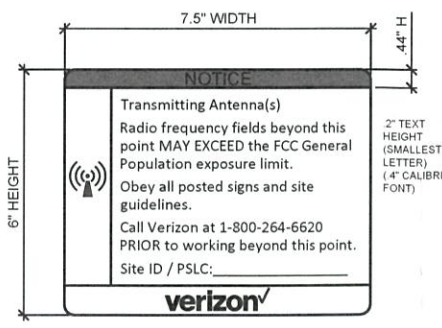 7.5" WIDTH
.44" H
NOTICE
6" HEIGHT
Transmitting Antenna(s)
Radio frequency fields beyond this
point MAY EXCEED the FCC General
Population exposure limit.
Obey all posted signs and site
guidelines.
Call Verizon at 1-800-264-6620
PRIOR to working beyond this point.
Site ID / PSLC:____________________
verizon✓
.2" TEXT
HEIGHT
(SMALLEST
LETTER)
(.4" CALIBRI
FONT)